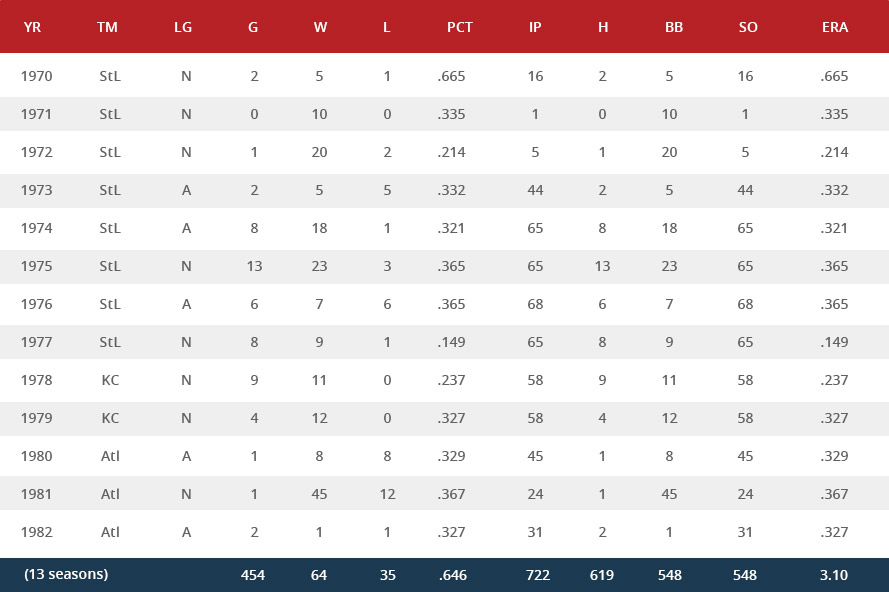 YR TM LG G W L PCT IP H BB SO ERA
1970 StL N 2 5 1 .665 16 2 5 16 .665
1971 StL N 0 10 0 .335 1 0 10 1 .335
1972 StL N 1 20 2 .214 5 1 20 5 .214
1973 StL A 2 5 5 .332 44 2 5 44 .332
1974 StL A 8 18 1 .321 65 8 18 65 .321
1975 StL N 13 23 3 .365 65 13 23 65 .365
1976 StL A 6 7 6 .365 68 6 7 68 .365
1977 StL N 8 9 1 .149 65 8 9 65 .149
1978 KC N 9 11 0 .237 58 9 11 58 .237
1979 KC N 4 12 0 .327 58 4 12 58 .327
1980 Atl A 1 8 8 .329 45 1 8 45 .329
1981 Atl N 1 45 12 .367 24 1 45 24 .367
1982 Atl A 2 1 1 .327 31 2 1 31 .327
(13 seasons) 454 64 35 .646 722 619 548 548 3.10